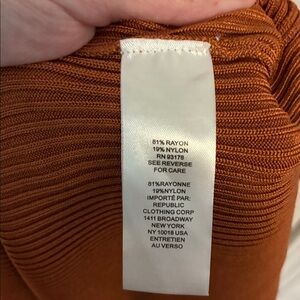 81% RAYON
19% NYLON
RN 93178
SEE REVERSE
FOR CARE
81%RAYONNE
19%NYLON
IMPORTÉ PAR:
REPUBLIC
CLOTHING CORP
1411 BROADWAY
NEW YORK
NY 10018 USA
ENTRETIEN
AU VERSO